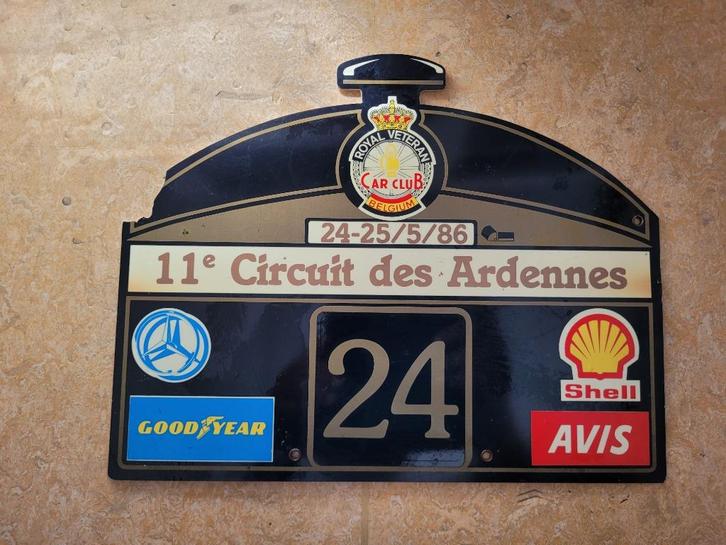 ROYAL VETERAN
CAR CLUB
BELGIUM
24-25/5/86
11e Circuit des Ardennes
24
Shell
GOODYEAR
AVIS